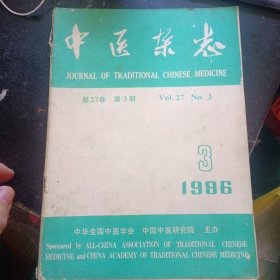 中医杂志
JOURNAL OF TRADITIONAL CHINESE MEDICINE
第27卷 第3期 Vol. 27 No. 3
3
1986
中华全国中医学会 中国中医研究院 主办
Sponsored by ALL-CHINA ASSOCIATION OF TRADITIONAL CHINESE
MEDICINE and CHINA ACADEMY OF TRADITIONAL CHINESE MEDICINE